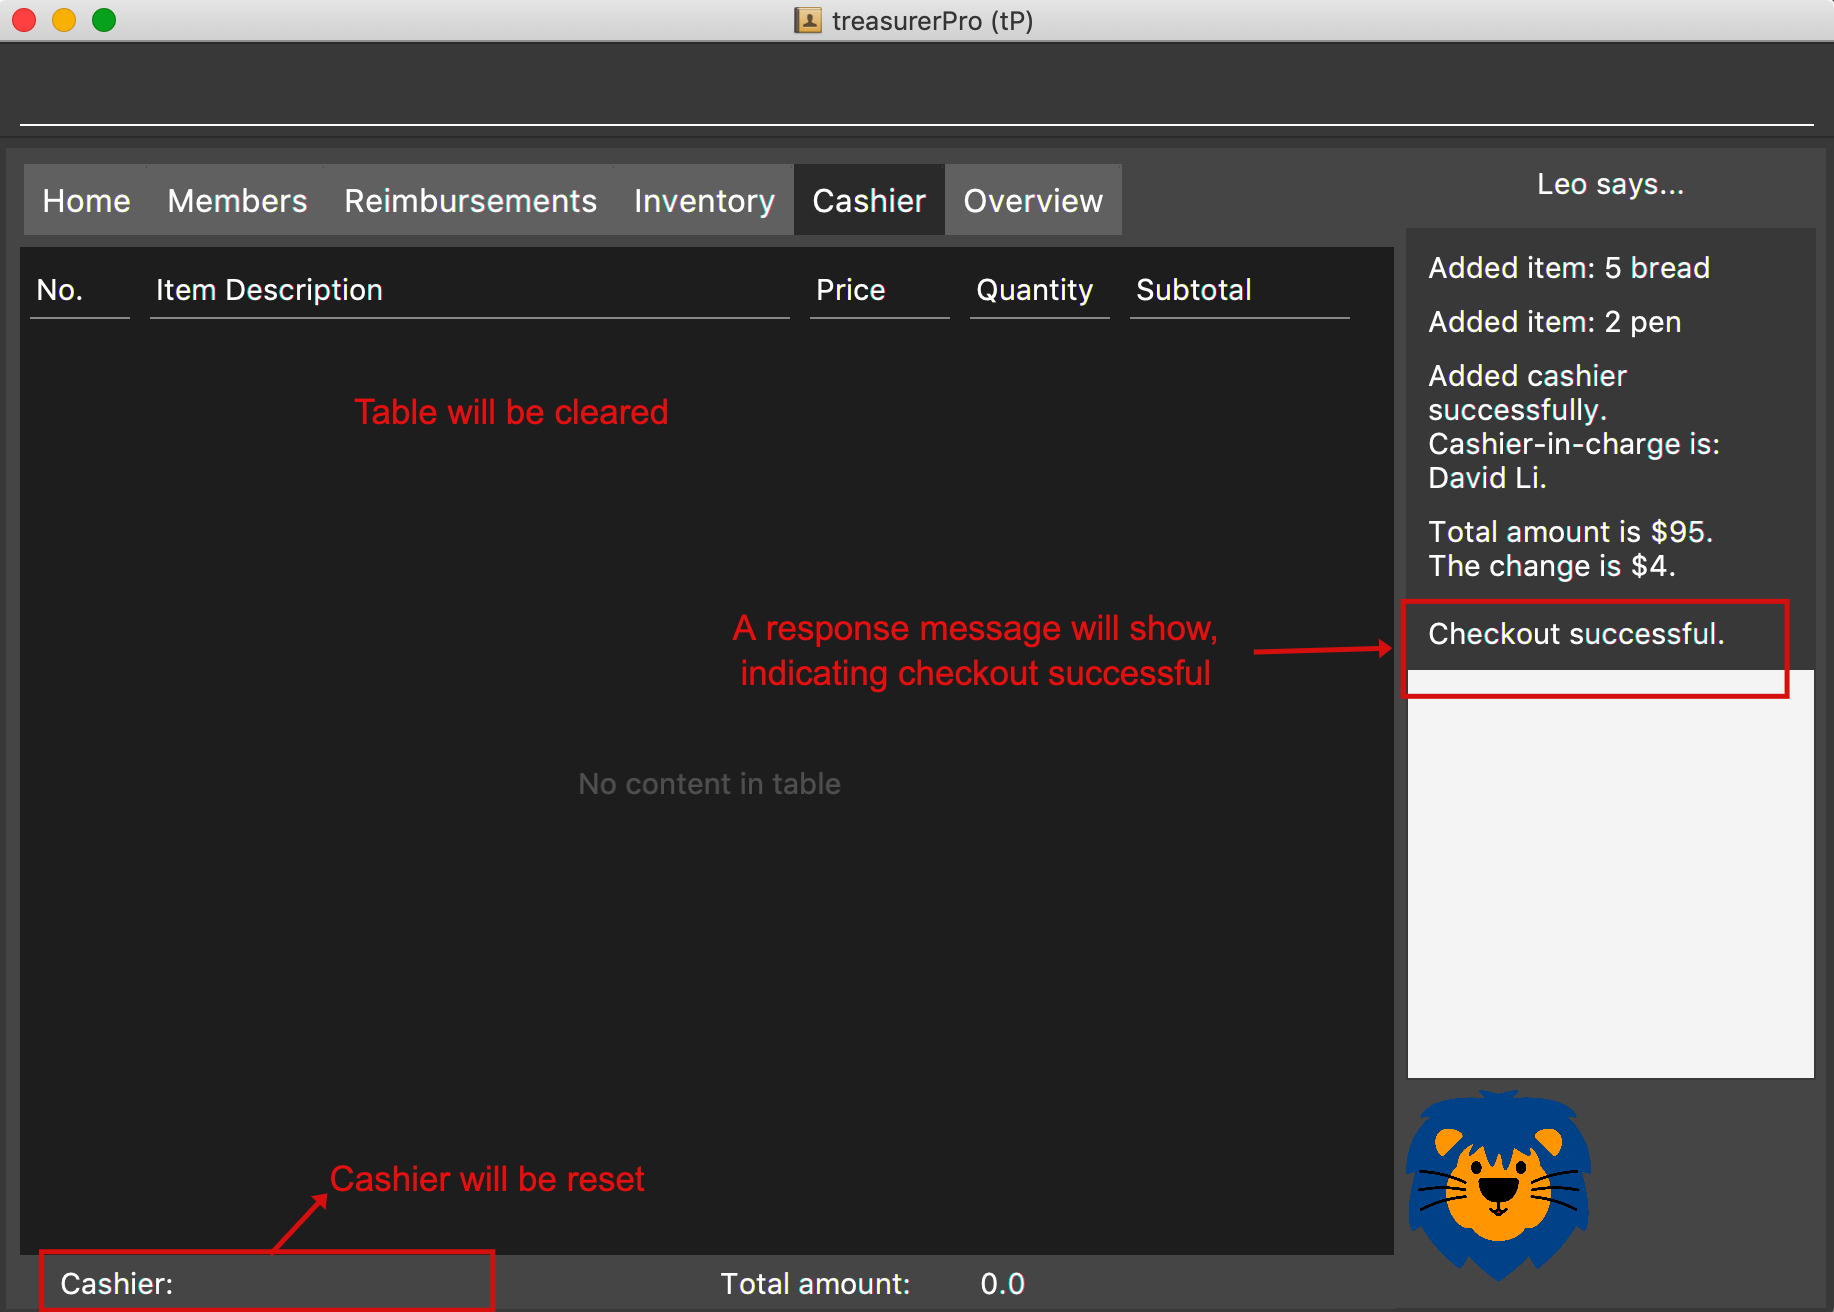 treasurerPro (tP)
Home Members Reimbursements Inventory Cashier Overview
No. Item Description Price Quantity Subtotal
Table will be cleared
A response message will show,
indicating checkout successful
No content in table
Cashier will be reset
Cashier: Total amount: 0.0
Leo says...
Added item: 5 bread
Added item: 2 pen
Added cashier
successfully.
Cashier-in-charge is:
David Li.
Total amount is $95.
The change is $4.
Checkout successful.